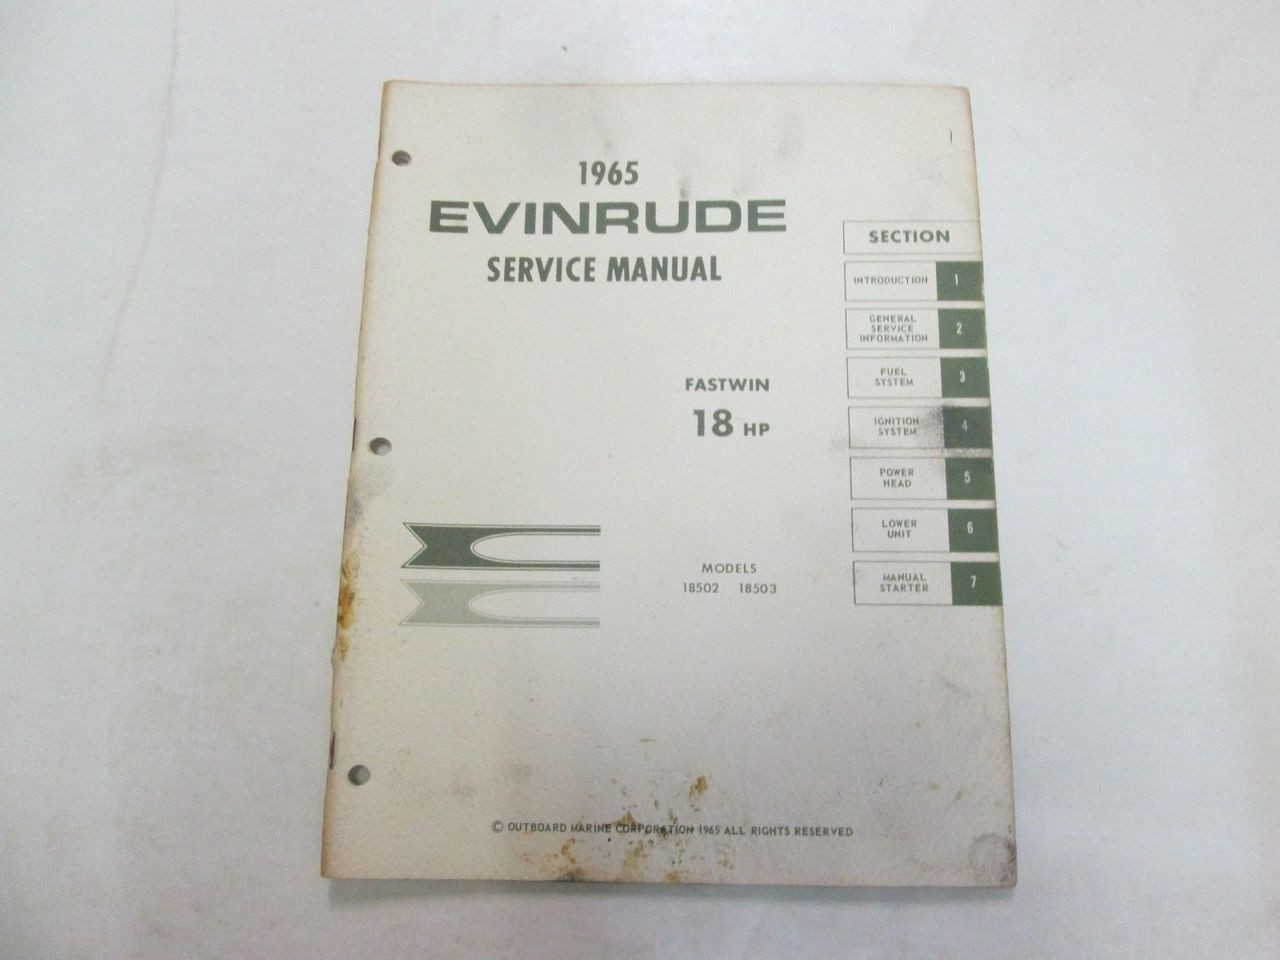 1965
EVINRUDE
SERVICE MANUAL
FASTWIN
18 HP
MODELS
18502 18503
SECTION
INTRODUCTION 1
GENERAL
SERVICE 2
INFORMATION
FUEL
SYSTEM 3
IGNITION
SYSTEM 4
POWER
HEAD 5
LOWER
UNIT 6
MANUAL
STARTER 7
© OUTBOARD MARINE CORPORATION 1965 ALL RIGHTS RESERVED